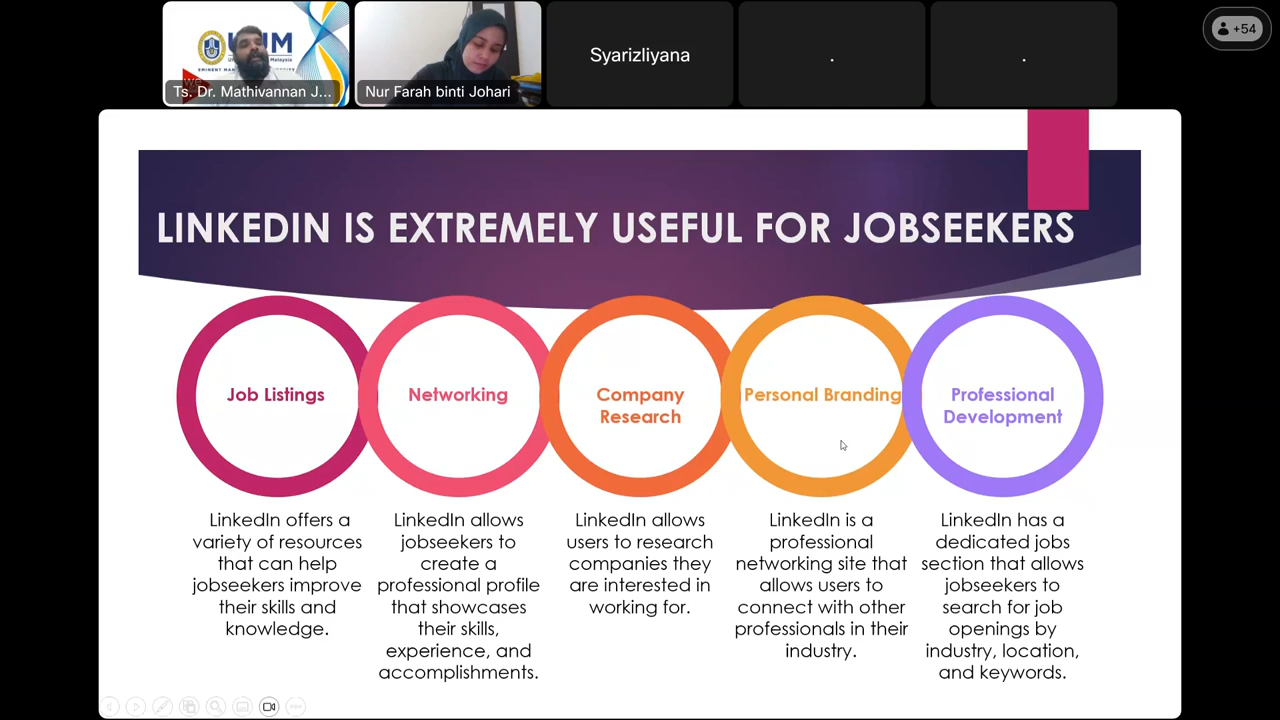 UUM
EMINENT MAN
Ts. Dr. Mathivannan J...
Nur Farah binti Johari
Syarizliyana
.
.
+54
LINKEDIN IS EXTREMELY USEFUL FOR JOBSEEKERS
Job Listings
Networking
Company
Research
Personal Branding
Professional
Development
LinkedIn offers a
variety of resources
that can help
jobseekers improve
their skills and
knowledge.
LinkedIn allows
jobseekers to
create a
professional profile
that showcases
their skills,
experience, and
accomplishments.
LinkedIn allows
users to research
companies they
are interested in
working for.
LinkedIn is a
professional
networking site that
allows users to
connect with other
professionals in their
industry.
LinkedIn has a
dedicated jobs
section that allows
jobseekers to
search for job
openings by
industry, location,
and keywords.